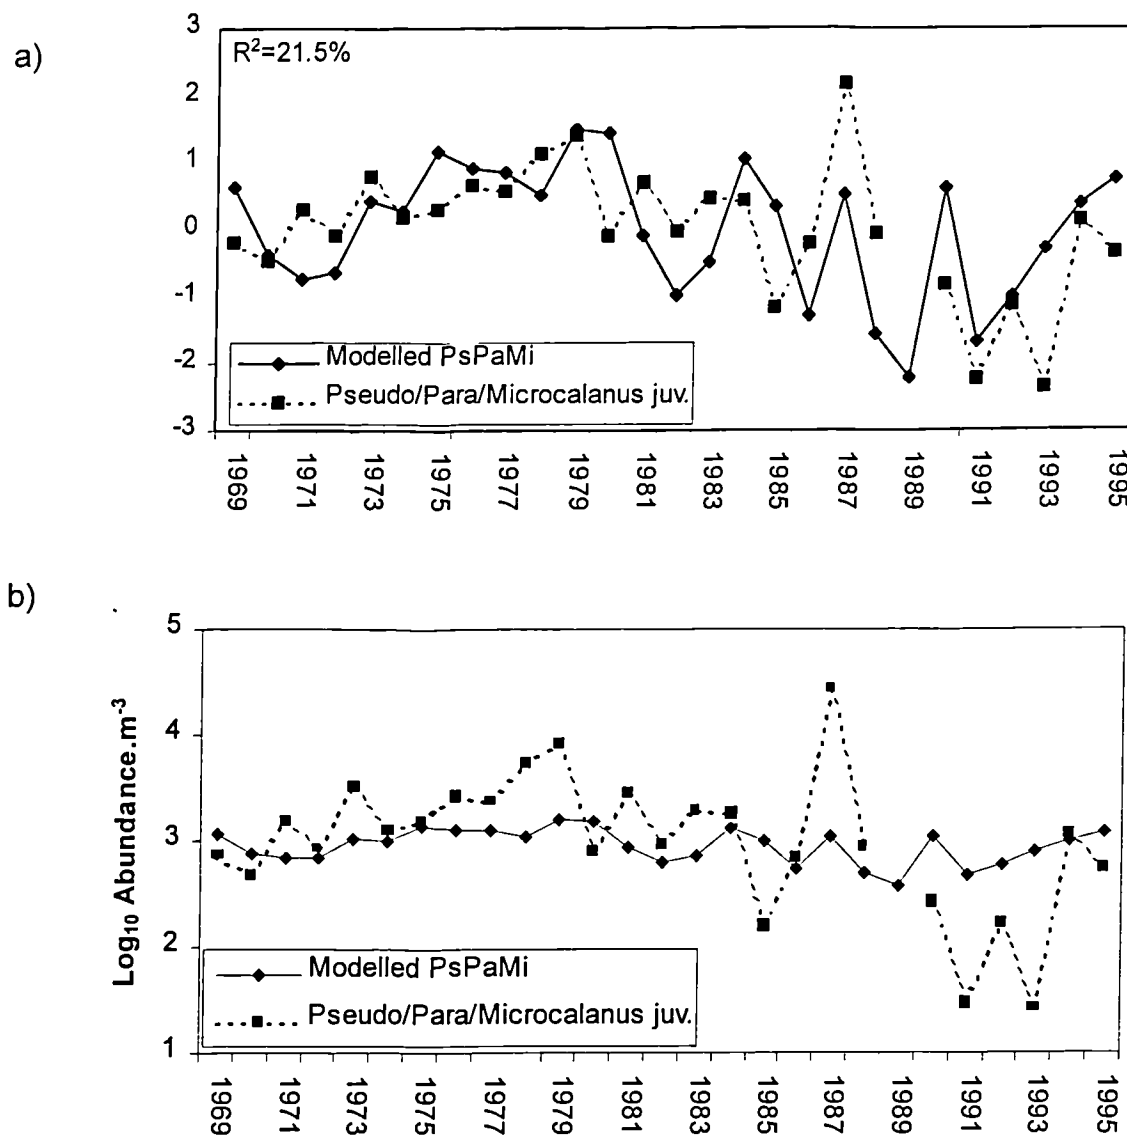 a)
3
2
1
0
-1
-2
-3
R²=21.5%
Modelled PsPaMi
Pseudo/Para/Microcalanus juv.
1969 1971 1973 1975 1977 1979 1981 1983 1985 1987 1989 1991 1993 1995
b)
Log₁₀ Abundance.m⁻³
5
4
3
2
1
Modelled PsPaMi
Pseudo/Para/Microcalanus juv.
1969 1971 1973 1975 1977 1979 1981 1983 1985 1987 1989 1991 1993 1995